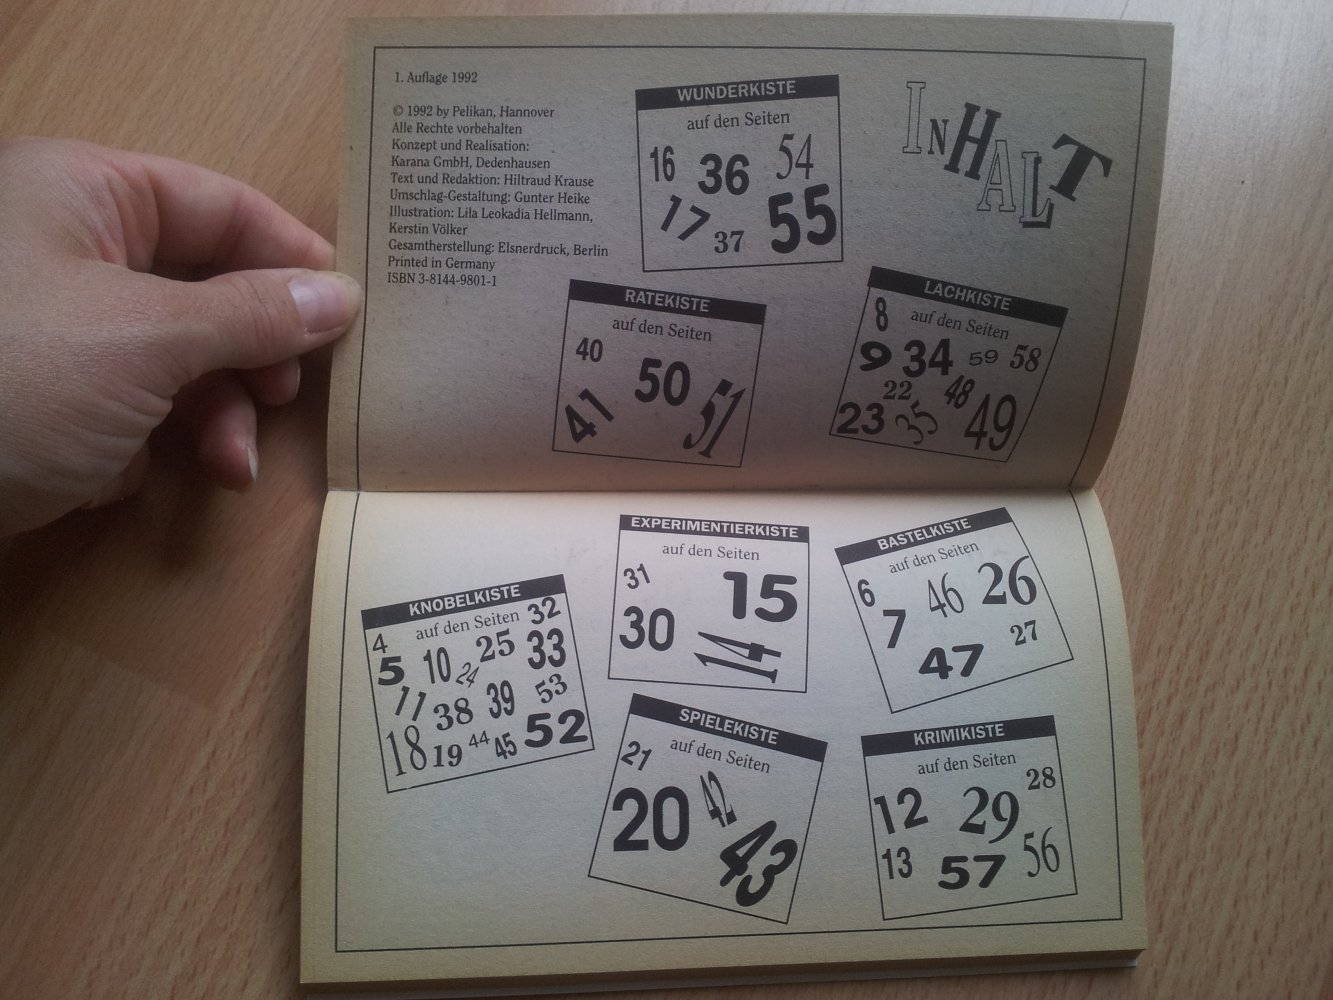 1. Auflage 1992
© 1992 by Pelikan, Hannover
Alle Rechte vorbehalten
Konzept und Realisation:
Karana GmbH, Dedenhausen
Text und Redaktion: Hiltraud Krause
Umschlag-Gestaltung: Gunter Heike
Illustration: Lila Leokadia Hellmann,
Kerstin Völker
Gesamtherstellung: Elsnerdruck, Berlin
Printed in Germany
ISBN 3-8144-9801-1
INHALT
WUNDERKISTE
auf den Seiten
16 36 54
17 37 55
RATEKISTE
auf den Seiten
40 50
41 51
LACHKISTE
8 auf den Seiten
9 34 59 58
22 48
23 35 49
KNOBELKISTE
4 auf den Seiten 32
5 10 24 25 33
11 38 39 53
18 19 44 45 52
EXPERIMENTIERKISTE
auf den Seiten
31 15
30 14
BASTELKISTE
auf den Seiten
6 46 26
7 47 27
SPIELEKISTE
21 auf den Seiten
20 42
43
KRIMIKISTE
auf den Seiten
12 29 28
13 57 56